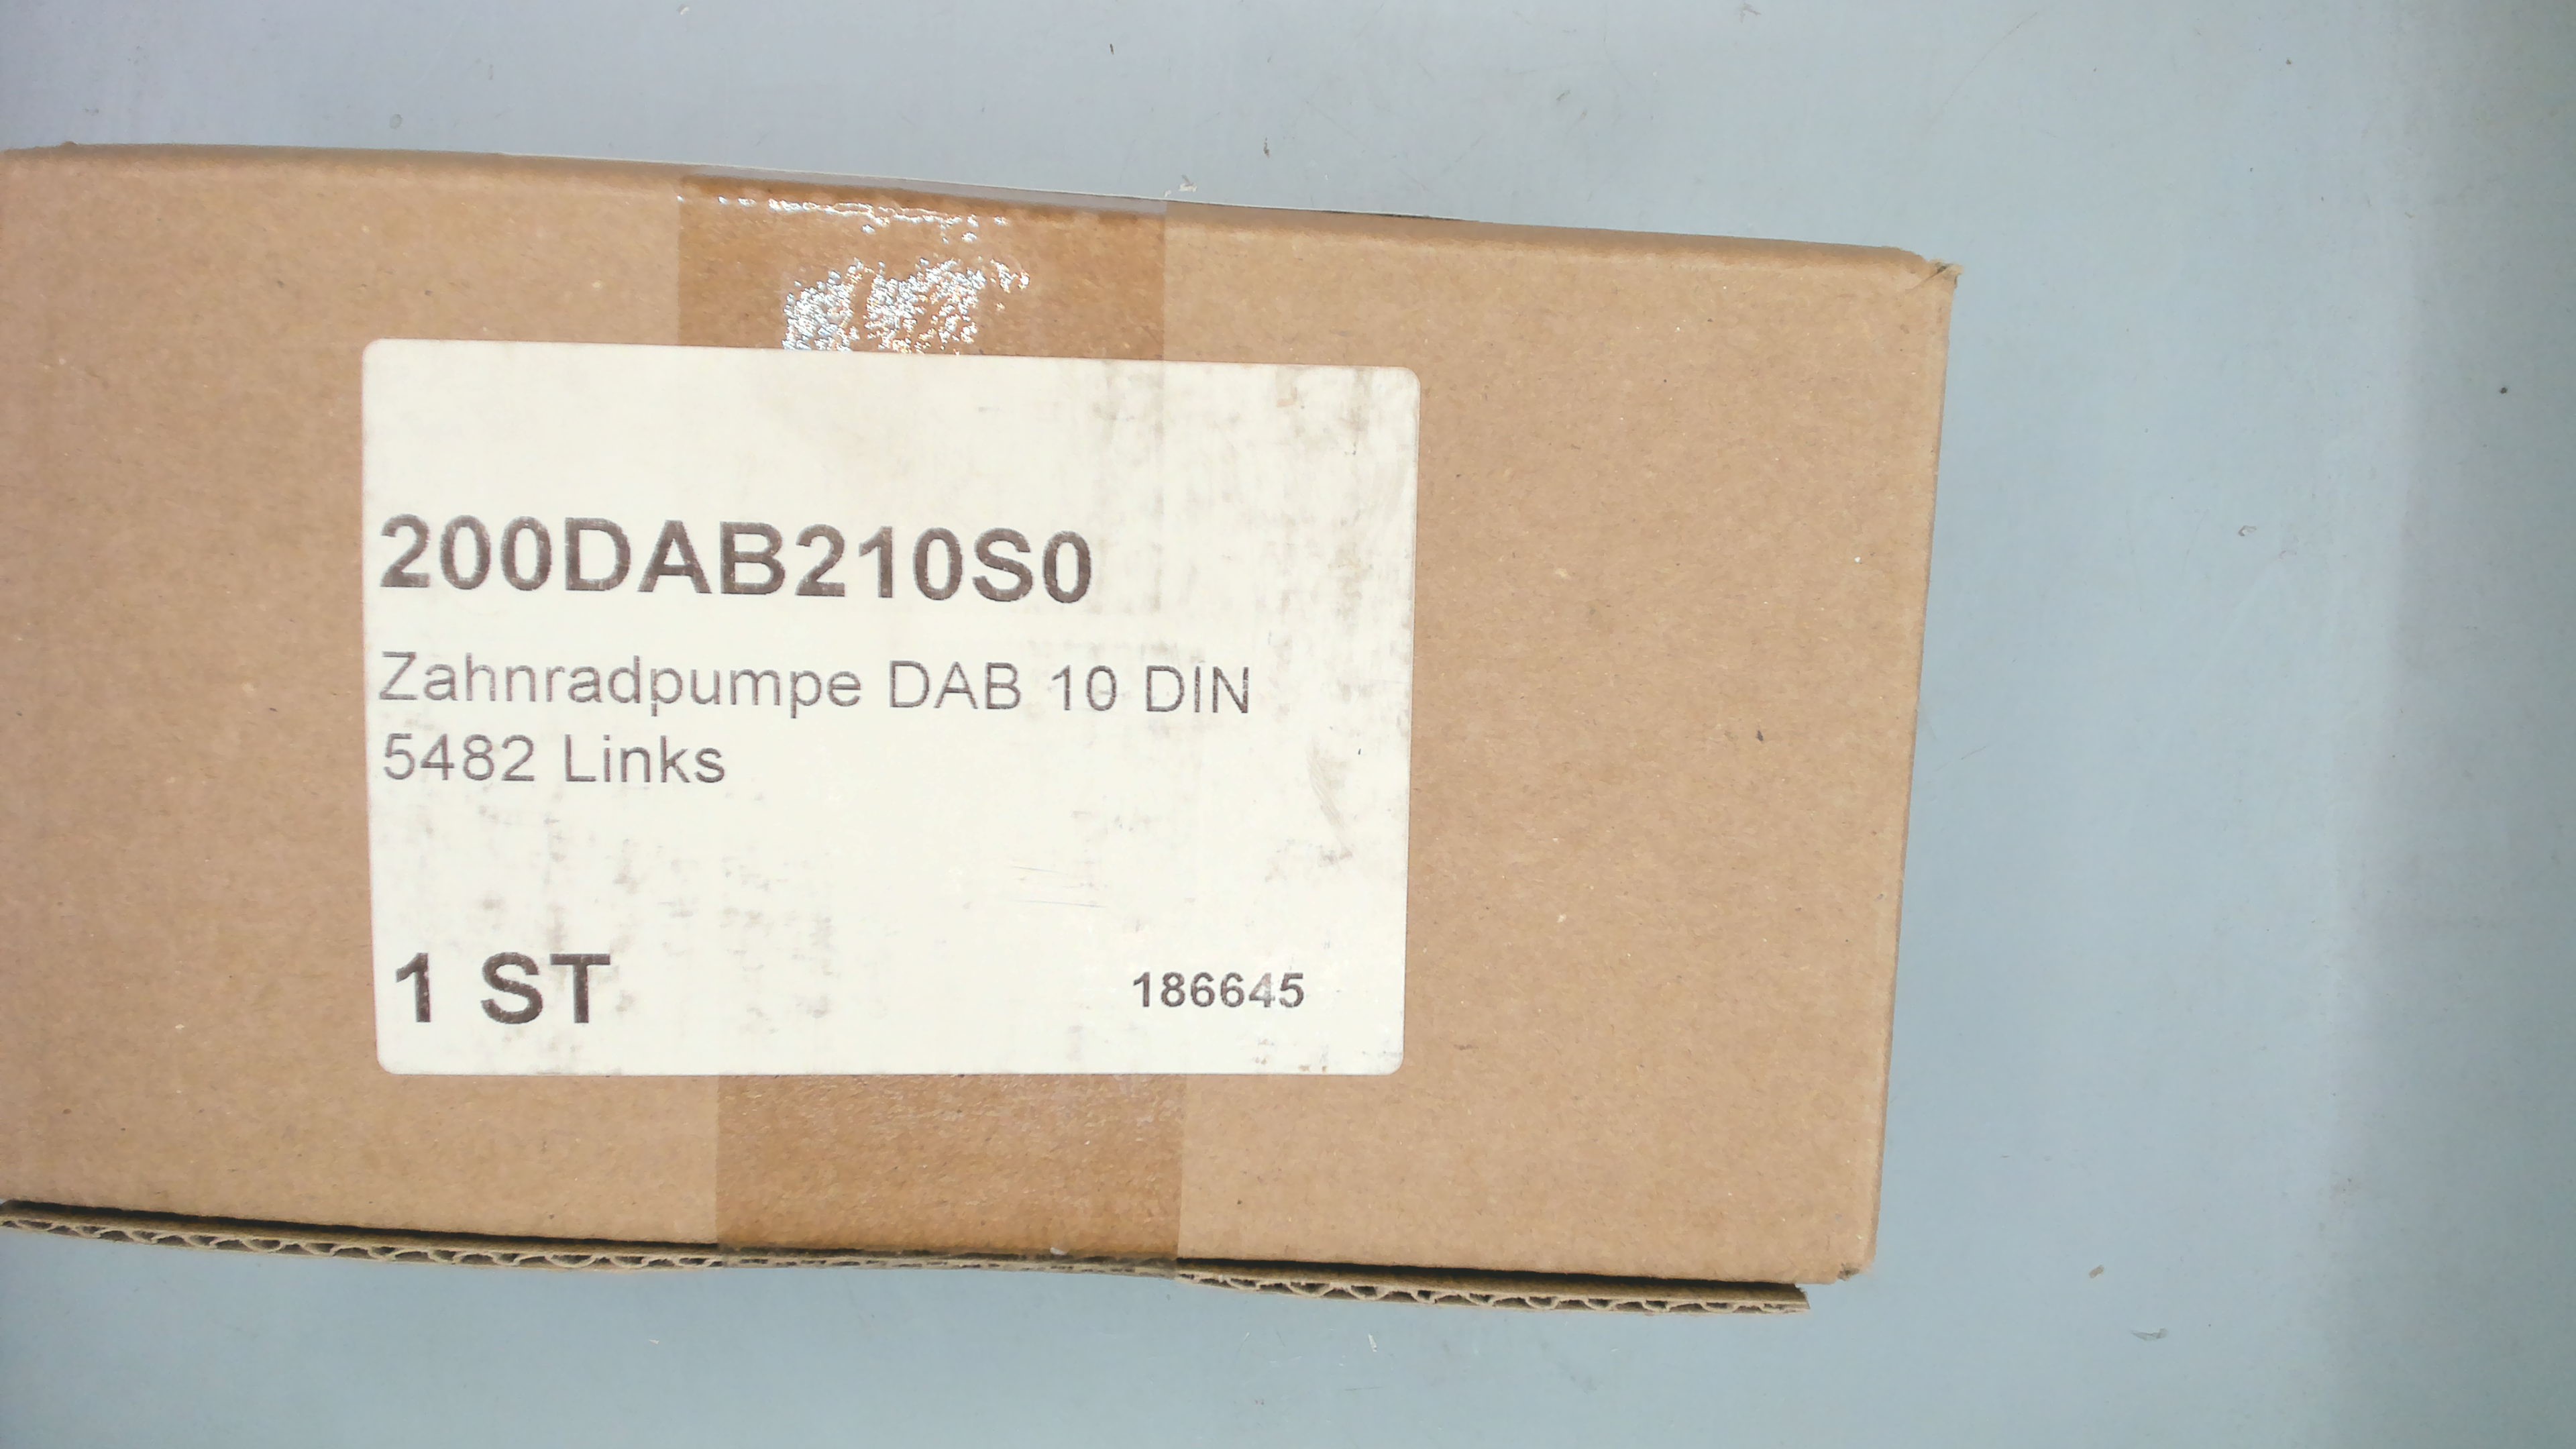 200DAB210S0
Zahnradpumpe DAB 10 DIN
5482 Links
1 ST
186645